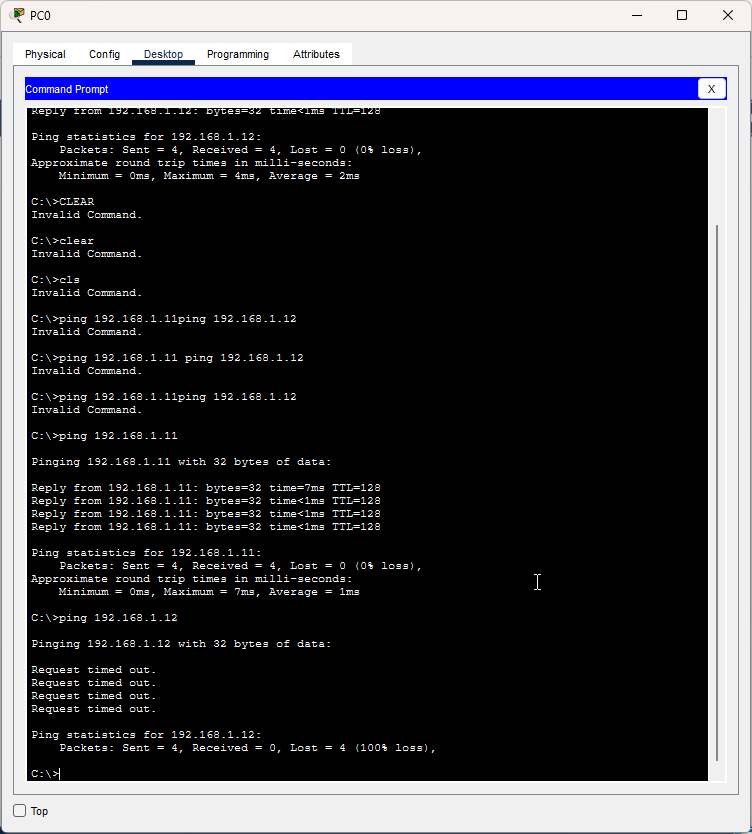 PC0
Physical Config Desktop Programming Attributes
Command Prompt X
Reply from 192.168.1.12: bytes=32 time<1ms TTL=128
Ping statistics for 192.168.1.12:
Packets: Sent = 4, Received = 4, Lost = 0 (0% loss),
Approximate round trip times in milli-seconds:
Minimum = 0ms, Maximum = 4ms, Average = 2ms
C:\>CLEAR
Invalid Command.
C:\>clear
Invalid Command.
C:\>cls
Invalid Command.
C:\>ping 192.168.1.11ping 192.168.1.12
Invalid Command.
C:\>ping 192.168.1.11 ping 192.168.1.12
Invalid Command.
C:\>ping 192.168.1.11ping 192.168.1.12
Invalid Command.
C:\>ping 192.168.1.11
Pinging 192.168.1.11 with 32 bytes of data:
Reply from 192.168.1.11: bytes=32 time=7ms TTL=128
Reply from 192.168.1.11: bytes=32 time<1ms TTL=128
Reply from 192.168.1.11: bytes=32 time<1ms TTL=128
Reply from 192.168.1.11: bytes=32 time<1ms TTL=128
Ping statistics for 192.168.1.11:
Packets: Sent = 4, Received = 4, Lost = 0 (0% loss),
Approximate round trip times in milli-seconds:
Minimum = 0ms, Maximum = 7ms, Average = 1ms
C:\>ping 192.168.1.12
Pinging 192.168.1.12 with 32 bytes of data:
Request timed out.
Request timed out.
Request timed out.
Request timed out.
Ping statistics for 192.168.1.12:
Packets: Sent = 4, Received = 0, Lost = 4 (100% loss),
C:\>
Top